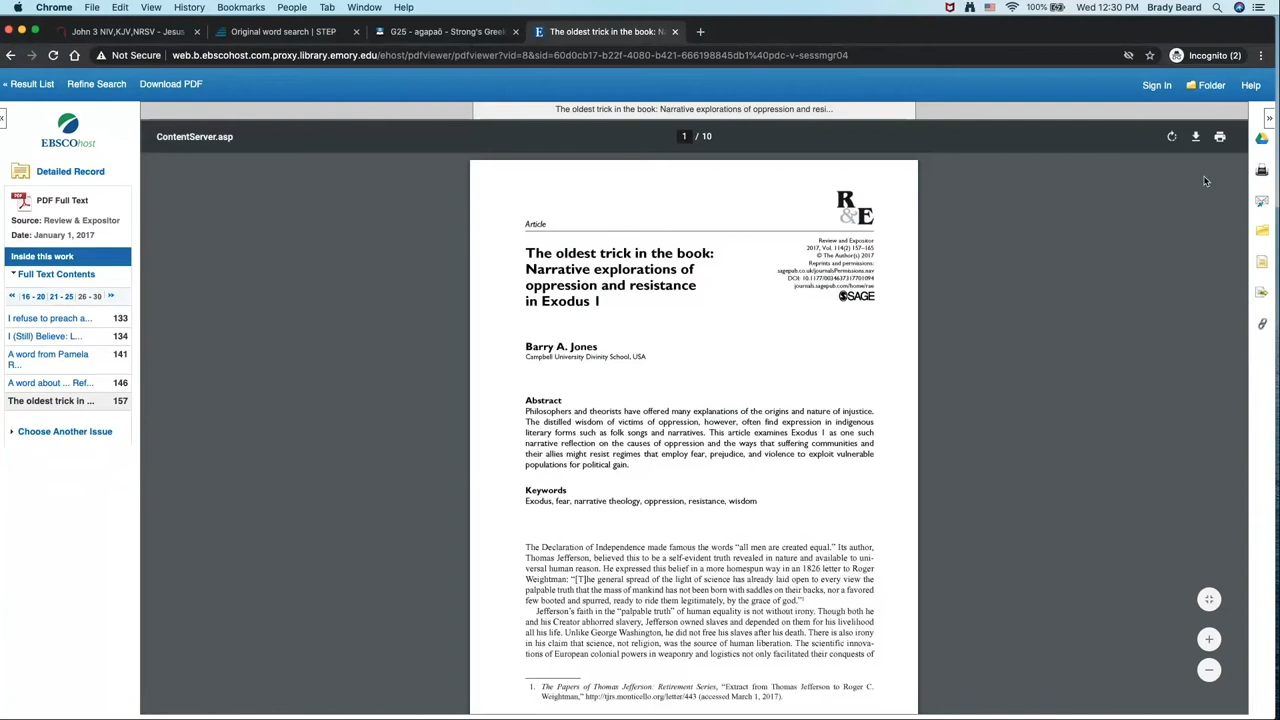 Chrome File Edit View History Bookmarks People Tab Window Help 100% Wed 12:30 PM Brady Beard
John 3 NIV,KJV,NRSV - Jesus Original word search | STEP G25 - agapaō - Strong's Gree The oldest trick in the book: N
Not Secure web.b.ebscohost.com.proxy.library.emory.edu/ehost/pdfviewer/pdfviewer?vid=8&sid=60d0cb17-b22f-4080-b421-666198845db1%40pdc-v-sessmgr04 Incognito (2)
« Result List Refine Search Download PDF Sign In Folder Help
The oldest trick in the book: Narrative explorations of oppression and resi...
ContentServer.asp 1 / 10
EBSCOhost
Detailed Record
PDF Full Text
Source: Review & Expositor
Date: January 1, 2017
Inside this work
Full Text Contents
16 - 20 21 - 25 26 - 30
I refuse to preach a... 133
I (Still) Believe: L... 134
A word from Pamela R... 141
A word about ... Ref... 146
The oldest trick in ... 157
Choose Another Issue
R&E
Article
The oldest trick in the book:
Narrative explorations of
oppression and resistance
in Exodus 1
Review and Expositor
2017, Vol. 114(2) 157–165
© The Author(s) 2017
Reprints and permissions:
sagepub.co.uk/journalsPermissions.nav
DOI: 10.1177/0034637317701094
journals.sagepub.com/home/rae
SAGE
Barry A. Jones
Campbell University Divinity School, USA
Abstract
Philosophers and theorists have offered many explanations of the origins and nature of injustice.
The distilled wisdom of victims of oppression, however, often find expression in indigenous
literary forms such as folk songs and narratives. This article examines Exodus 1 as one such
narrative reflection on the causes of oppression and the ways that suffering communities and
their allies might resist regimes that employ fear, prejudice, and violence to exploit vulnerable
populations for political gain.
Keywords
Exodus, fear, narrative theology, oppression, resistance, wisdom
The Declaration of Independence made famous the words “all men are created equal.” Its author,
Thomas Jefferson, believed this to be a self-evident truth revealed in nature and available to uni-
versal human reason. He expressed this belief in a more homespun way in an 1826 letter to Roger
Weightman: “[T]he general spread of the light of science has already laid open to every view the
palpable truth that the mass of mankind has not been born with saddles on their backs, nor a favored
few booted and spurred, ready to ride them legitimately, by the grace of god.”1
Jefferson’s faith in the “palpable truth” of human equality is not without irony. Though both he
and his Creator abhorred slavery, Jefferson owned slaves and depended on them for his livelihood
all his life. Unlike George Washington, he did not free his slaves after his death. There is also irony
in his claim that science, not religion, was the source of human liberation. The scientific innova-
tions of European colonial powers in weaponry and logistics not only facilitated their conquests of
1. The Papers of Thomas Jefferson: Retirement Series, “Extract from Thomas Jefferson to Roger C.
Weightman,” http://tjrs.monticello.org/letter/443 (accessed March 1, 2017).